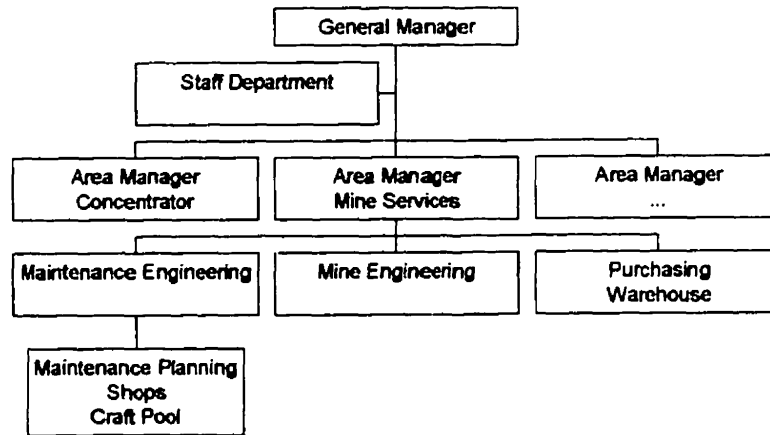 General Manager
Staff Department
Area Manager
Concentrator
Area Manager
Mine Services
Area Manager
...
Maintenance Engineering
Mine Engineering
Purchasing
Warehouse
Maintenance Planning
Shops
Craft Pool